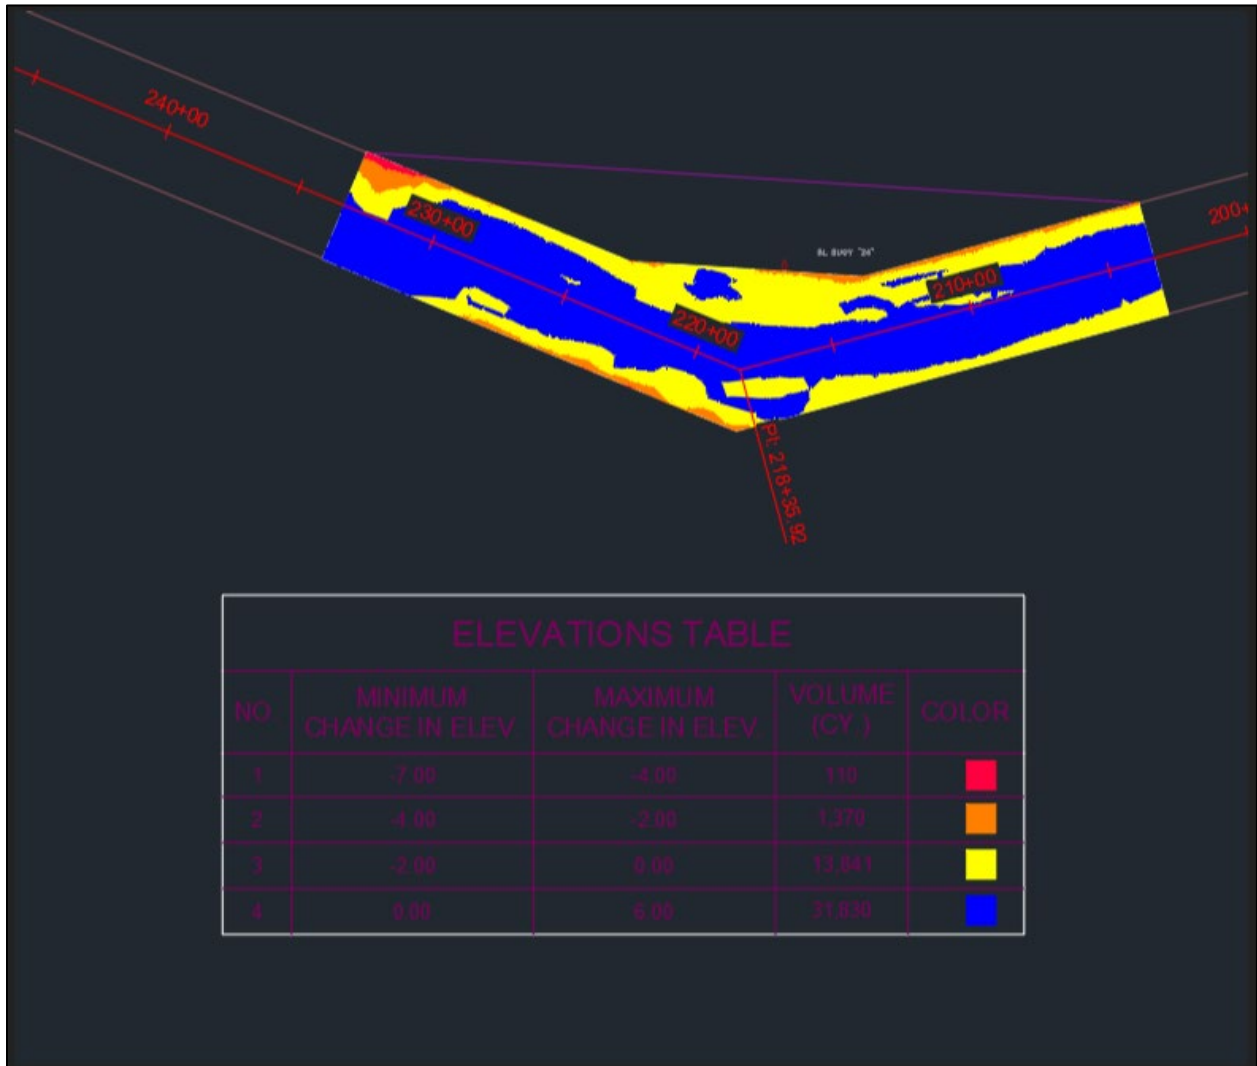 240+00
230+00
220+00
210+00
200+
PI: 218+35.92
ELEVATIONS TABLE
NO. MINIMUM CHANGE IN ELEV. MAXIMUM CHANGE IN ELEV. VOLUME (CY.) COLOR
1 -7.00 -4.00 110
2 -4.00 -2.00 1,370
3 -2.00 0.00 13,841
4 0.00 6.00 31,830